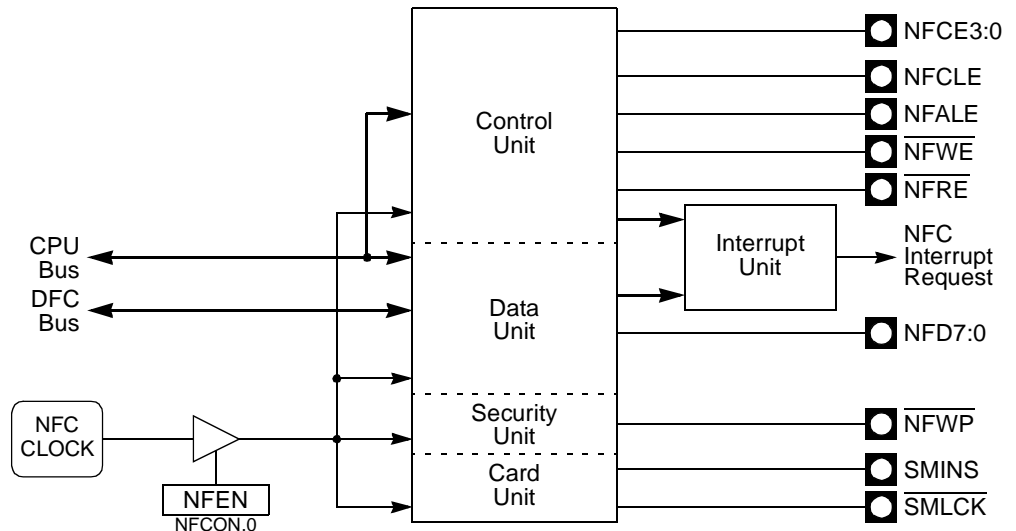 NFCE3:0
NFCLE
NFALE
NFWE
NFRE
Control
Unit
Interrupt
Unit
NFC
Interrupt
Request
CPU
Bus
DFC
Bus
Data
Unit
NFD7:0
NFC
CLOCK
NFEN
NFCON.0
Security
Unit
NFWP
Card
Unit
SMINS
SMLCK